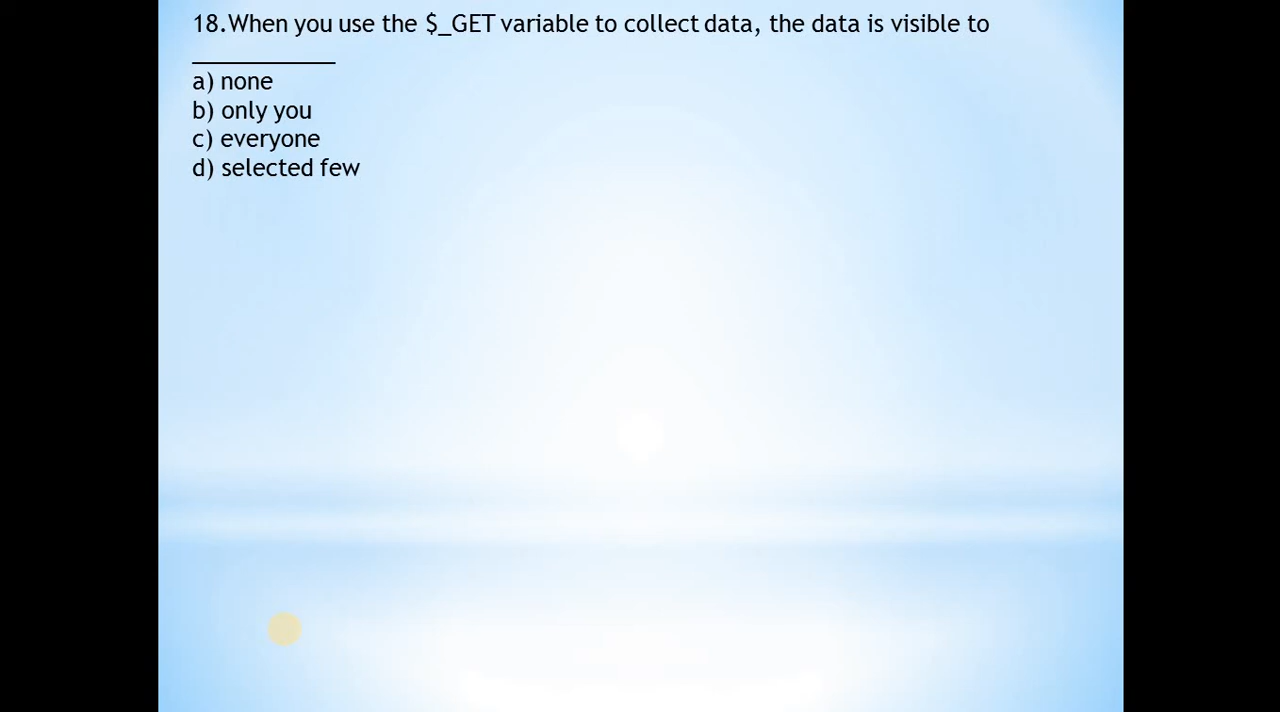 18.When you use the $_GET variable to collect data, the data is visible to
___________
a) none
b) only you
c) everyone
d) selected few